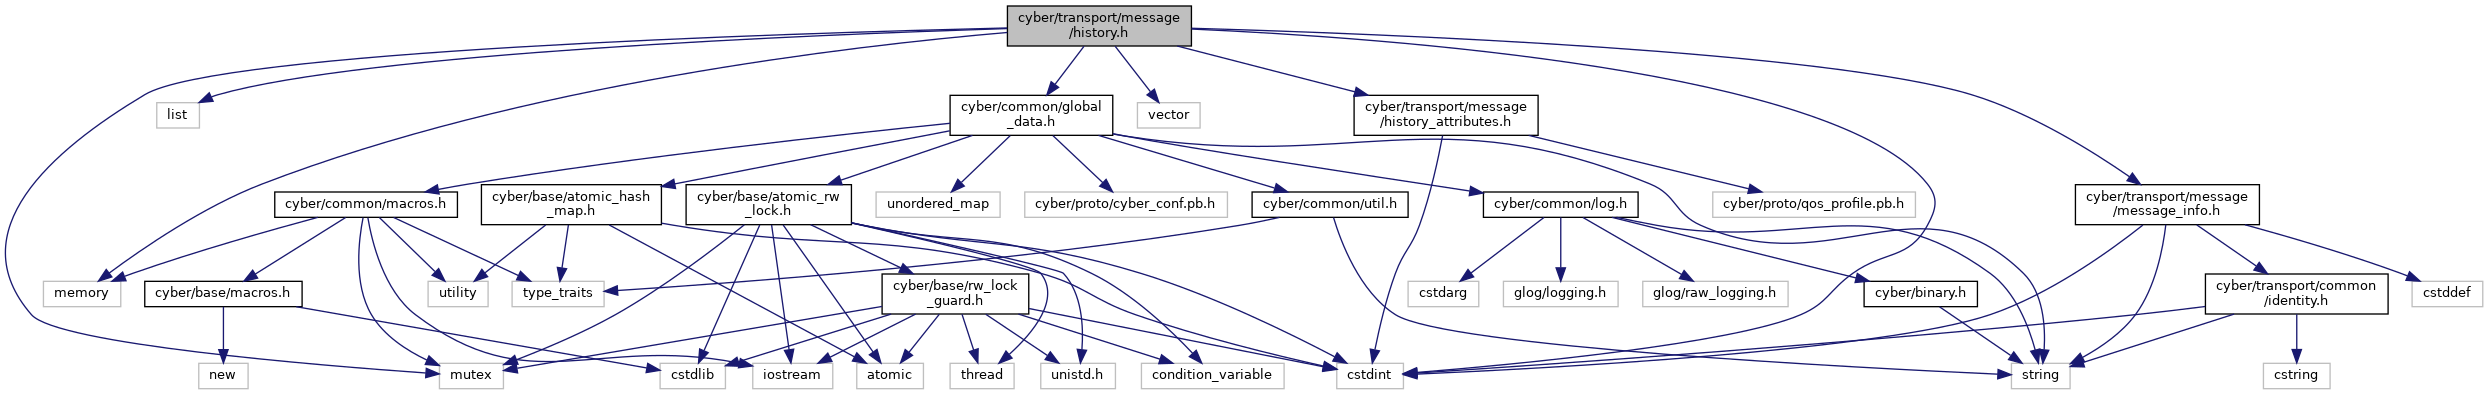 cyber/transport/message
/history.h
list
cyber/common/global
_data.h
vector
cyber/transport/message
/history_attributes.h
cyber/common/macros.h
cyber/base/atomic_hash
_map.h
cyber/base/atomic_rw
_lock.h
unordered_map
cyber/proto/cyber_conf.pb.h
cyber/common/util.h
cyber/common/log.h
cyber/proto/qos_profile.pb.h
cyber/transport/message
/message_info.h
memory
cyber/base/macros.h
utility
type_traits
cyber/base/rw_lock
_guard.h
cstdarg
glog/logging.h
glog/raw_logging.h
cyber/binary.h
cyber/transport/common
/identity.h
cstddef
new
mutex
cstdlib
iostream
atomic
thread
unistd.h
condition_variable
cstdint
string
cstring